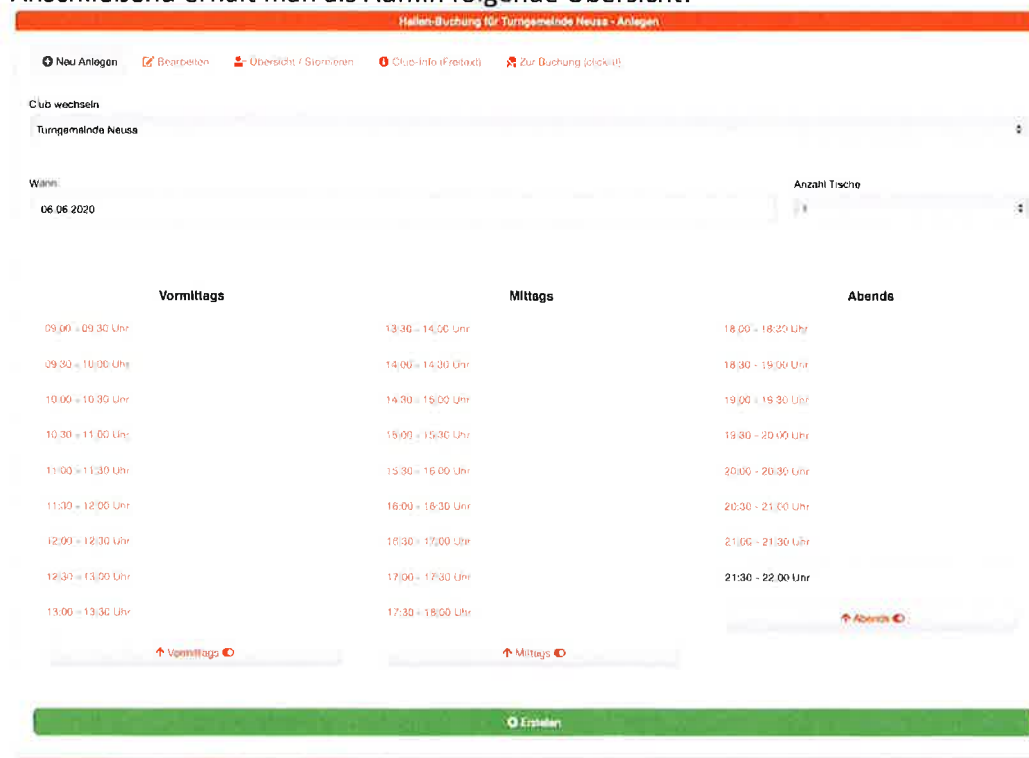 Anschließend erhält man als Admin folgende Übersicht:
Hallen-Buchung für Turngemeinde Neuss - Anlegen
Neu Anlegen Bearbeiten Übersicht / Stornieren Club-Info (Freitext) Zur Buchung (click-tt)
Club wechseln
Turngemeinde Neuss
Wann: Anzahl Tische
06.06.2020 1
Vormittags Mittags Abends
09:00 - 09:30 Uhr 13:30 - 14:00 Uhr 18:00 - 18:30 Uhr
09:30 - 10:00 Uhr 14:00 - 14:30 Uhr 18:30 - 19:00 Uhr
10:00 - 10:30 Uhr 14:30 - 15:00 Uhr 19:00 - 19:30 Uhr
10:30 - 11:00 Uhr 15:00 - 15:30 Uhr 19:30 - 20:00 Uhr
11:00 - 11:30 Uhr 15:30 - 16:00 Uhr 20:00 - 20:30 Uhr
11:30 - 12:00 Uhr 16:00 - 16:30 Uhr 20:30 - 21:00 Uhr
12:00 - 12:30 Uhr 16:30 - 17:00 Uhr 21:00 - 21:30 Uhr
12:30 - 13:00 Uhr 17:00 - 17:30 Uhr 21:30 - 22:00 Uhr
13:00 - 13:30 Uhr 17:30 - 18:00 Uhr Abends
Vormittags Mittags
Erstellen